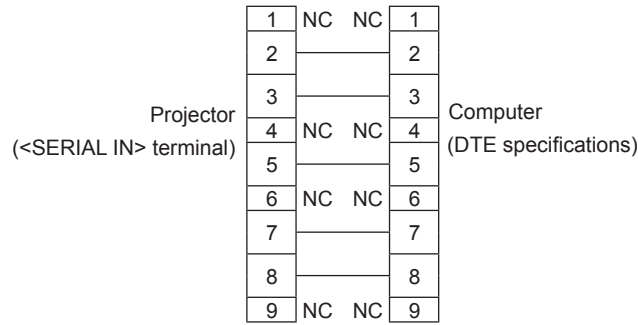 1 NC NC 1
2 2
3 3
Projector
(<SERIAL IN> terminal)
Computer
(DTE specifications)
4 NC NC 4
5 5
6 NC NC 6
7 7
8 8
9 NC NC 9